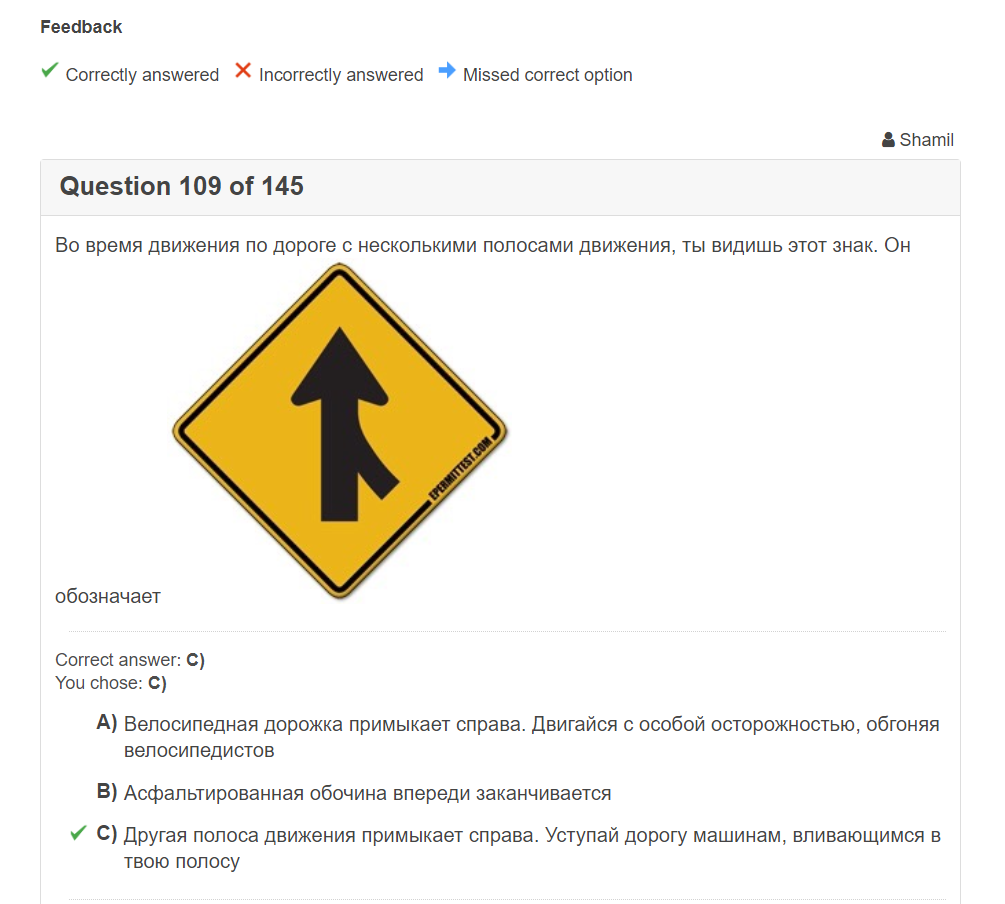 Feedback
Correctly answered Incorrectly answered Missed correct option
Shamil
Question 109 of 145
Во время движения по дороге с несколькими полосами движения, ты видишь этот знак. Он
EPERMITTEST.COM
обозначает
Correct answer: C)
You chose: C)
A) Велосипедная дорожка примыкает справа. Двигайся с особой осторожностью, обгоняя
велосипедистов
B) Асфальтированная обочина впереди заканчивается
C) Другая полоса движения примыкает справа. Уступай дорогу машинам, вливающимся в
твою полосу